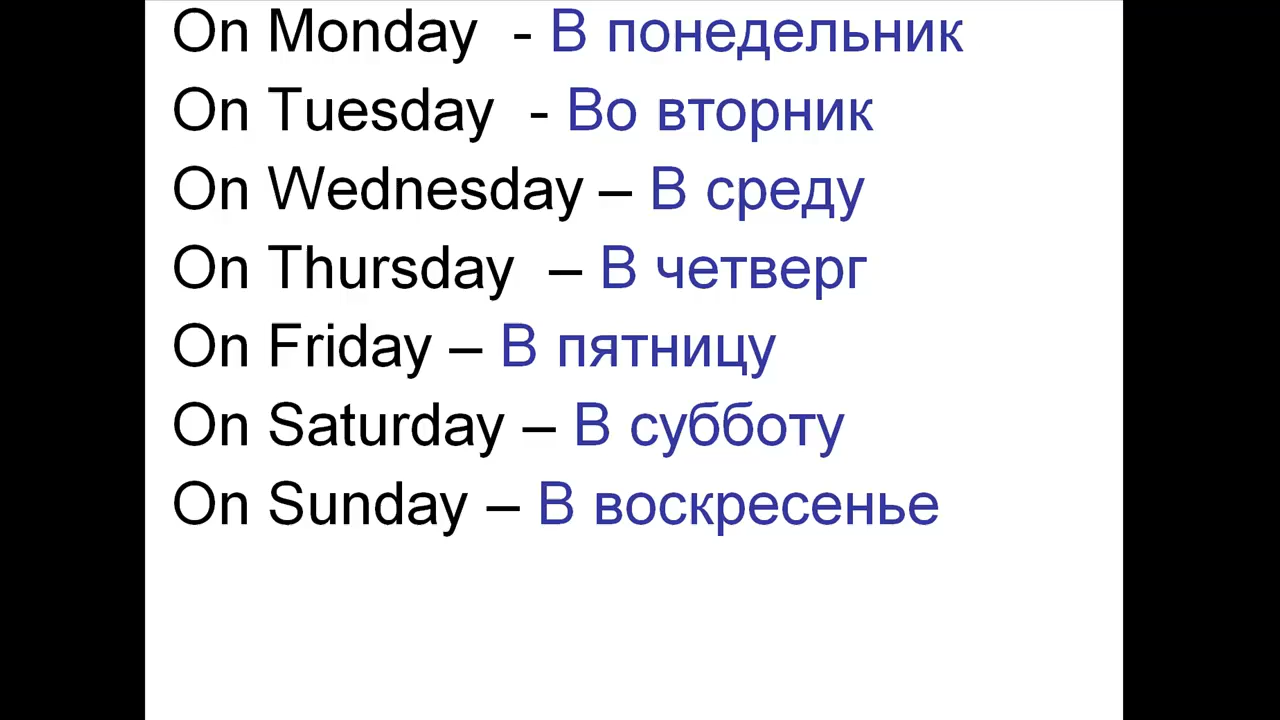 On Monday - В понедельник
On Tuesday - Во вторник
On Wednesday – В среду
On Thursday – В четверг
On Friday – В пятницу
On Saturday – В субботу
On Sunday – В воскресенье